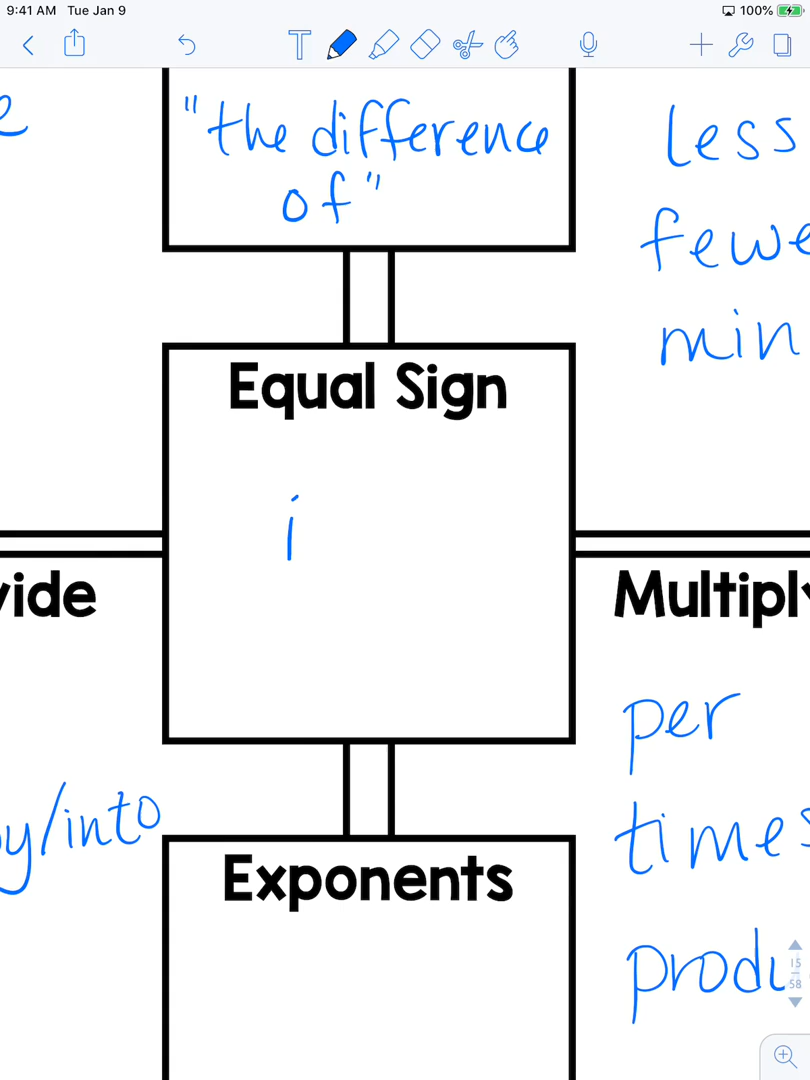 9:41 AM Tue Jan 9
100%
T
"the difference
of"
less
fewe
min
Equal Sign
i
vide
Multiply
per
by/into
times
Exponents
produ
15
58